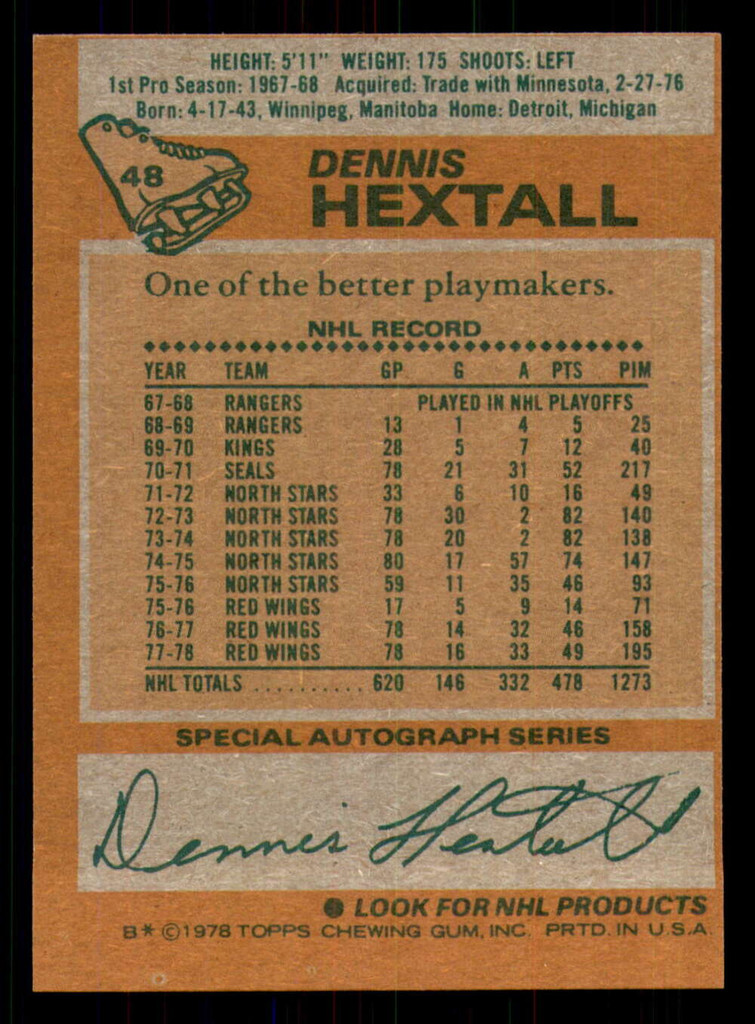 HEIGHT: 5'11" WEIGHT: 175 SHOOTS: LEFT
1st Pro Season: 1967-68 Acquired: Trade with Minnesota, 2-27-76
Born: 4-17-43, Winnipeg, Manitoba Home: Detroit, Michigan
48
DENNIS
HEXTALL
One of the better playmakers.
NHL RECORD
YEAR TEAM GP G A PTS PIM
67-68 RANGERS PLAYED IN NHL PLAYOFFS
68-69 RANGERS 13 1 4 5 25
69-70 KINGS 28 5 7 12 40
70-71 SEALS 78 21 31 52 217
71-72 NORTH STARS 33 6 10 16 49
72-73 NORTH STARS 78 30 2 82 140
73-74 NORTH STARS 78 20 2 82 138
74-75 NORTH STARS 80 17 57 74 147
75-76 NORTH STARS 59 11 35 46 93
75-76 RED WINGS 17 5 9 14 71
76-77 RED WINGS 78 14 32 46 158
77-78 RED WINGS 78 16 33 49 195
NHL TOTALS .......... 620 146 332 478 1273
SPECIAL AUTOGRAPH SERIES
Dennis Hextall
● LOOK FOR NHL PRODUCTS
B* ©1978 TOPPS CHEWING GUM, INC. PRTD. IN U.S.A.